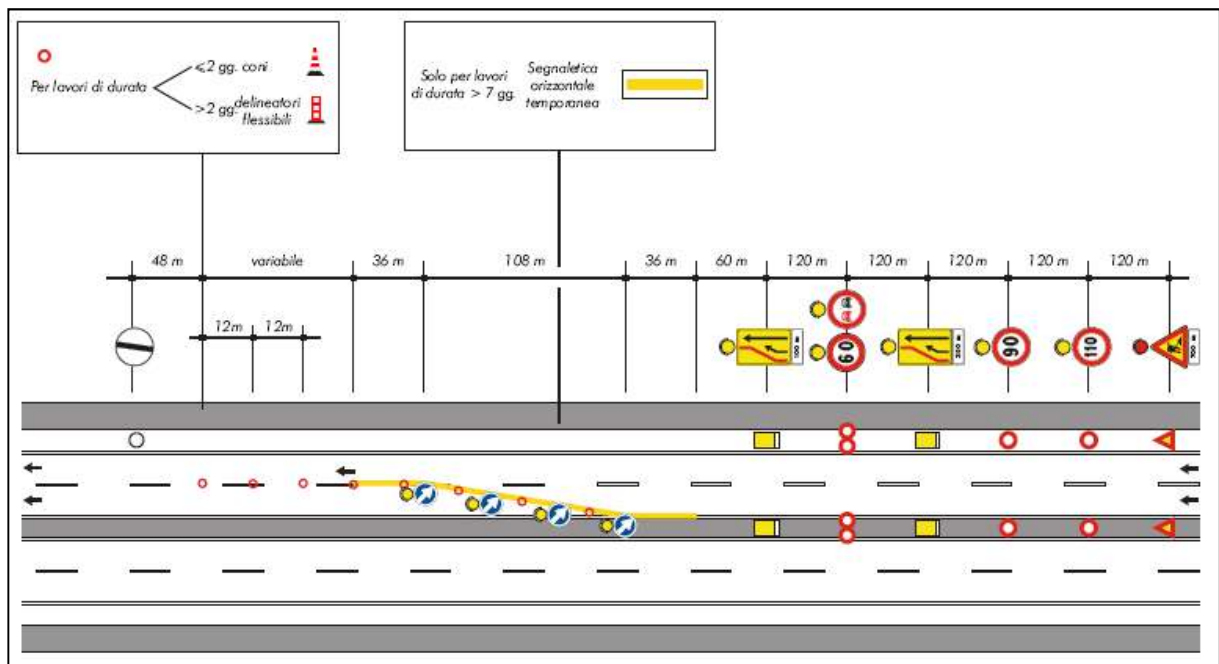 ≤2 gg. coni
Per lavori di durata
>2 gg. delineatori
flessibili
Solo per lavori
di durata > 7 gg.
Segnaletica
orizzontale
temporanea
48 m variabile 36 m 108 m 36 m 60 m 120 m 120 m 120 m 120 m 120 m
12m 12m
100 m
60
90
110